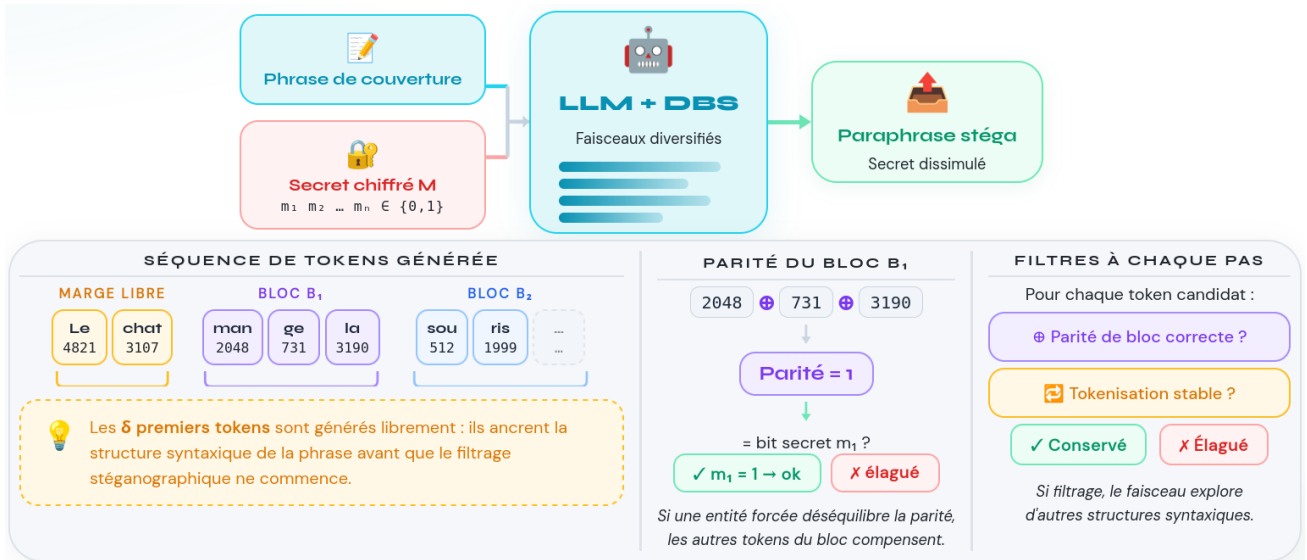 Phrase de couverture
Secret chiffré M
m₁ m₂ … mₙ ∈ {0,1}
LLM + DBS
Faisceaux diversifiés
Paraphrase stéga
Secret dissimulé
SÉQUENCE DE TOKENS GÉNÉRÉE
MARGE LIBRE BLOC B₁ BLOC B₂
Le chat man ge la sou ris …
4821 3107 2048 731 3190 512 1999 …
Les δ premiers tokens sont générés librement : ils ancrent la
structure syntaxique de la phrase avant que le filtrage
stéganographique ne commence.
PARITÉ DU BLOC B₁
2048 ⊕ 731 ⊕ 3190
Parité = 1
= bit secret m₁ ?
✓ m₁ = 1 → ok ✗ élagué
Si une entité forcée déséquilibre la parité,
les autres tokens du bloc compensent.
FILTRES À CHAQUE PAS
Pour chaque token candidat :
⊕ Parité de bloc correcte ?
🔁 Tokenisation stable ?
✓ Conservé ✗ Élagué
Si filtrage, le faisceau explore
d'autres structures syntaxiques.